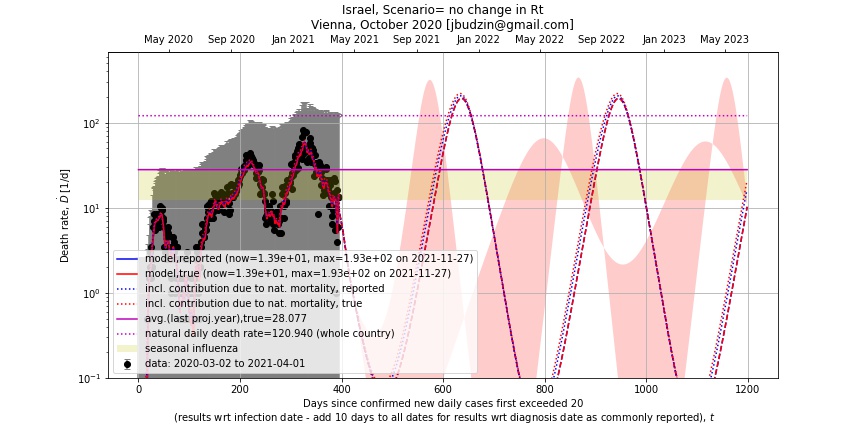 Israel, Scenario= no change in Rt
Vienna, October 2020 [jbudzin@gmail.com]
May 2020 Sep 2020 Jan 2021 May 2021 Sep 2021 Jan 2022 May 2022 Sep 2022 Jan 2023 May 2023
Death rate, D [1/d]
10²
10¹
10⁰
10⁻¹
model,reported (now=1.39e+01, max=1.93e+02 on 2021-11-27)
model,true (now=1.39e+01, max=1.93e+02 on 2021-11-27)
incl. contribution due to nat. mortality, reported
incl. contribution due to nat. mortality, true
avg.(last proj.year),true=28.077
natural daily death rate=120.940 (whole country)
seasonal influenza
data: 2020-03-02 to 2021-04-01
0 200 400 600 800 1000 1200
Days since confirmed new daily cases first exceeded 20
(results wrt infection date - add 10 days to all dates for results wrt diagnosis date as commonly reported), t